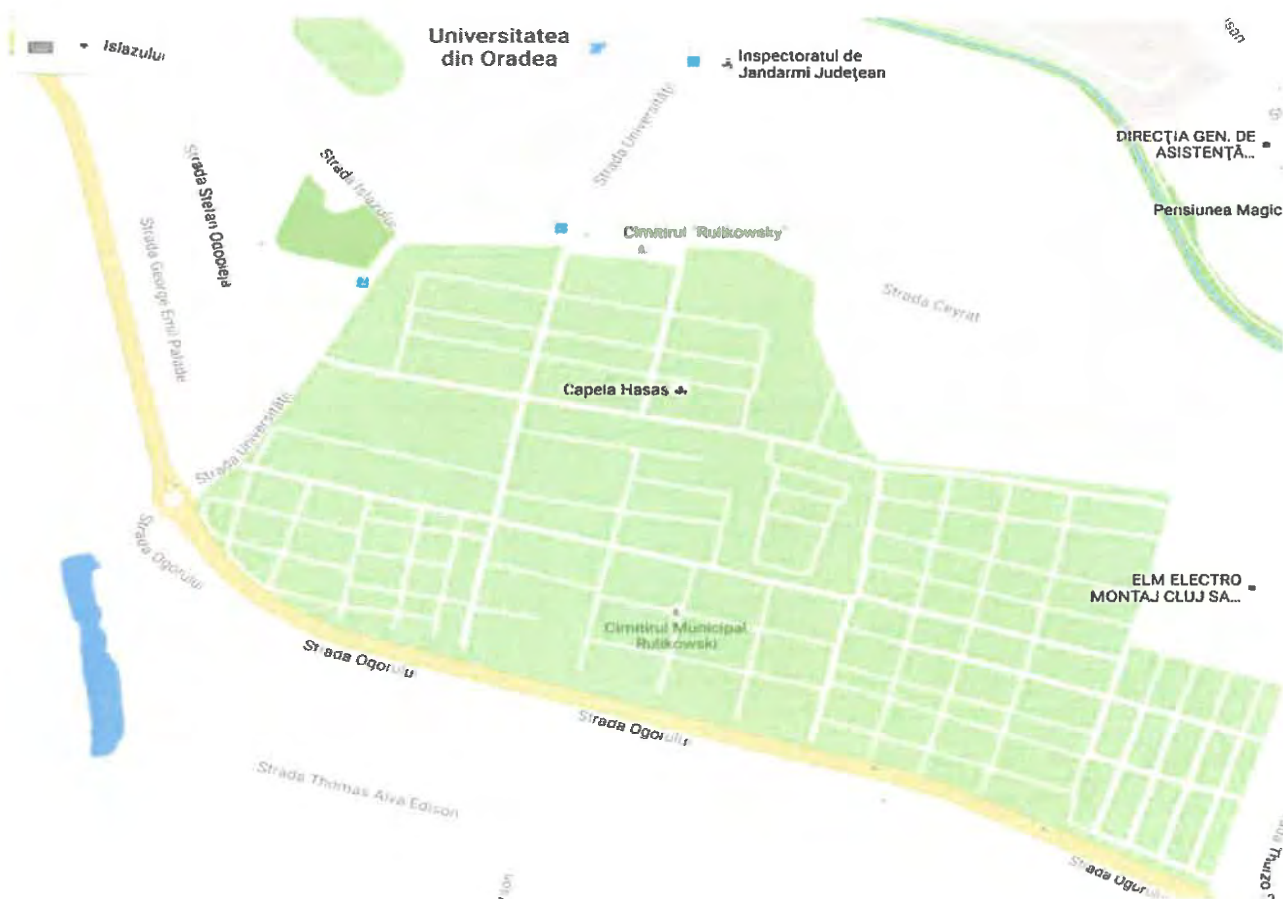 Islazului
Universitatea
din Oradea
Inspectoratul de
Jandarmi Județean
Strada Universității
DIRECȚIA GEN. DE
ASISTENȚĂ...
Pensiunea Magic
Strada Stefan Odobleja
Strada Islazului
Strada George Emil Palade
Cimitirul "Rulikowsky"
Strada Ceyrat
Capela Hasas
Strada Universității
Strada Ogorului
ELM ELECTRO
MONTAJ CLUJ SA...
Cimitirul Municipal
Rulikowski
Strada Ogorului
Strada Ogorului
Strada Thomas Alva Edison
Strada Ogorului